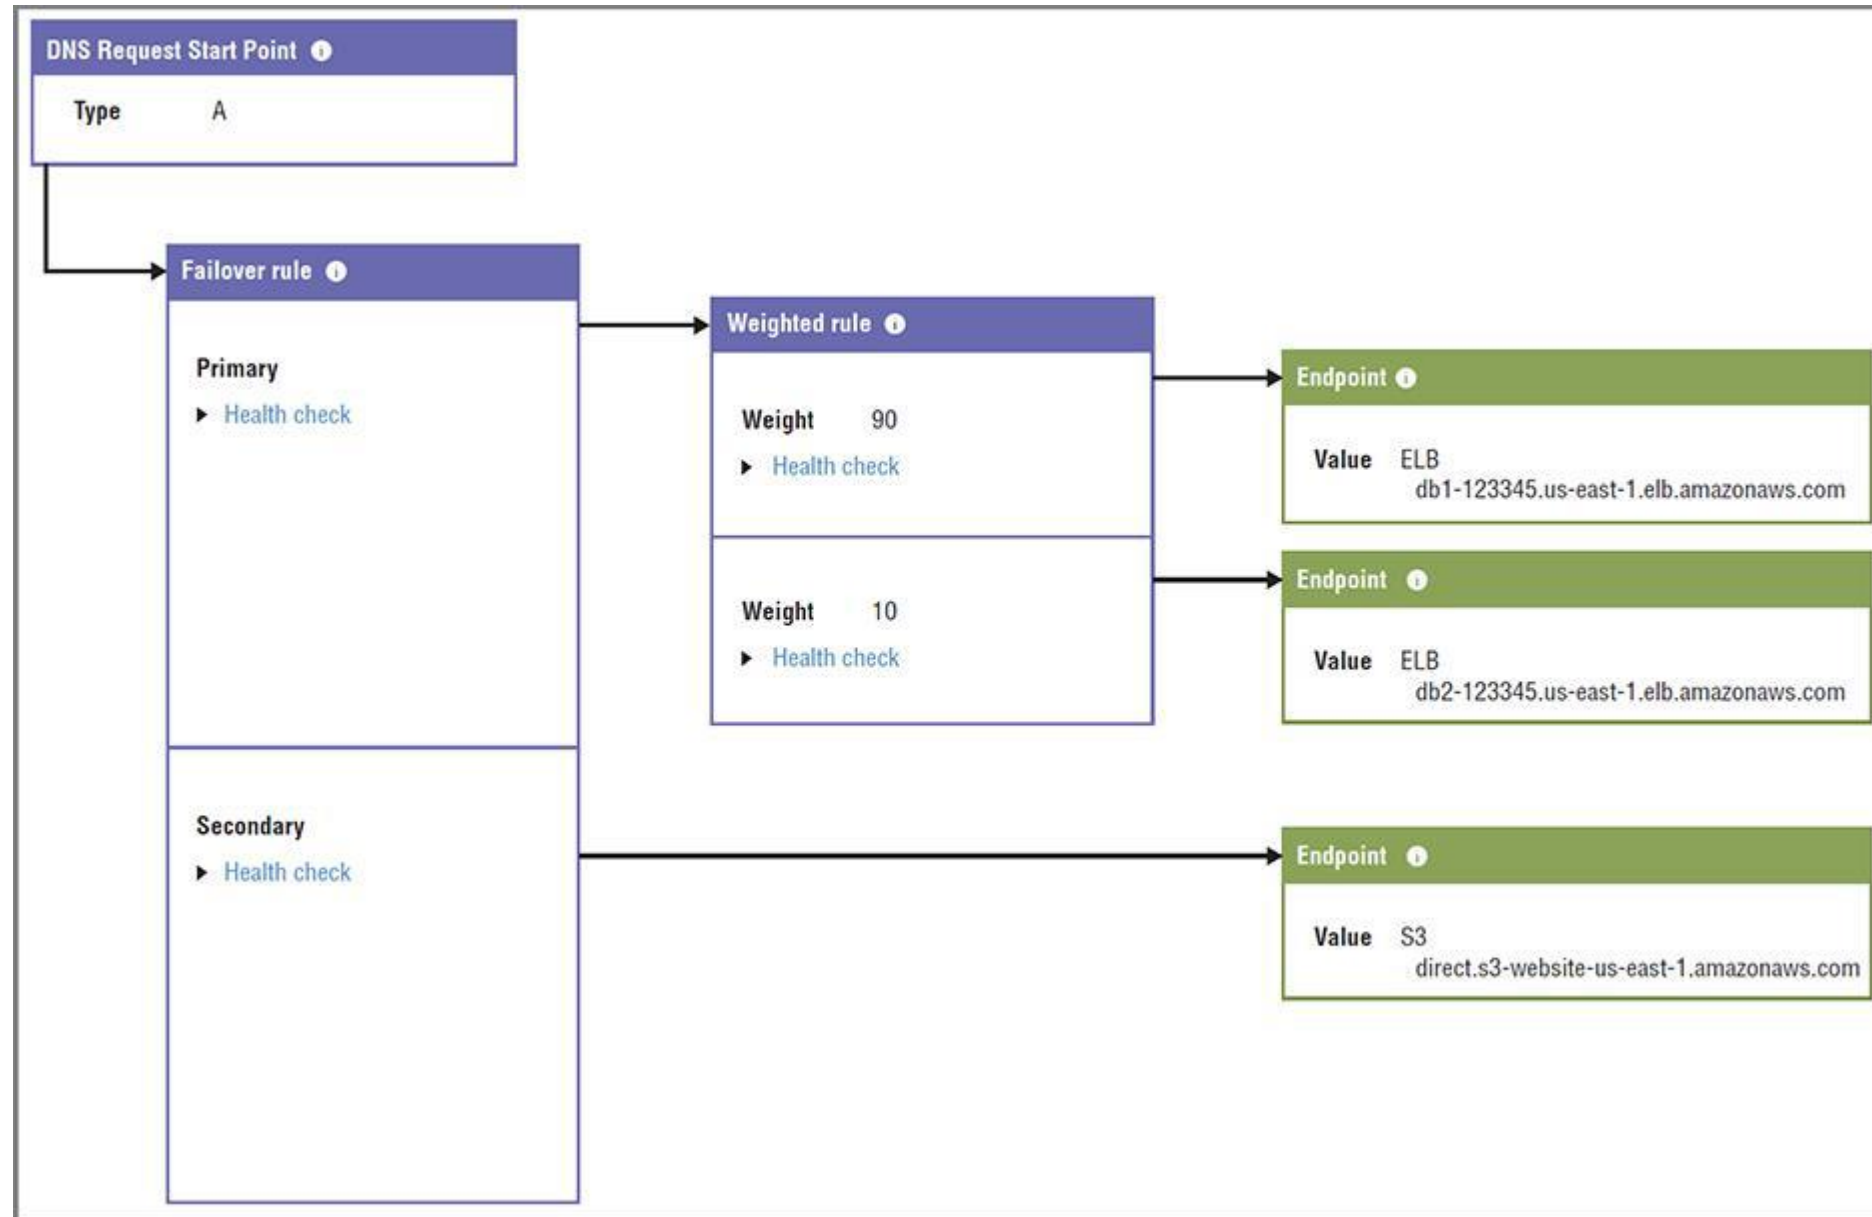 DNS Request Start Point
Type A
Failover rule
Primary
Health check
Secondary
Health check
Weighted rule
Weight 90
Health check
Weight 10
Health check
Endpoint
Value ELB
db1-123345.us-east-1.elb.amazonaws.com
Endpoint
Value ELB
db2-123345.us-east-1.elb.amazonaws.com
Endpoint
Value S3
direct.s3-website-us-east-1.amazonaws.com